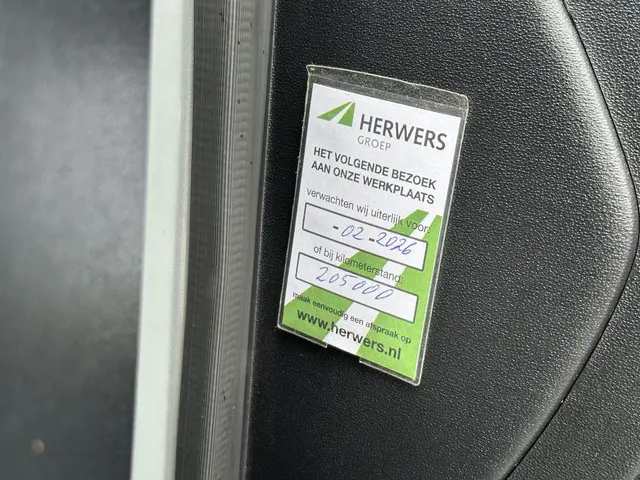 HERWERS
GROEP
HET VOLGENDE BEZOEK
AAN ONZE WERKPLAATS
verwachten wij uiterlijk voor:
-02-2026
of bij kilometerstand:
205000
maak eenvoudig een afspraak op
www.herwers.nl